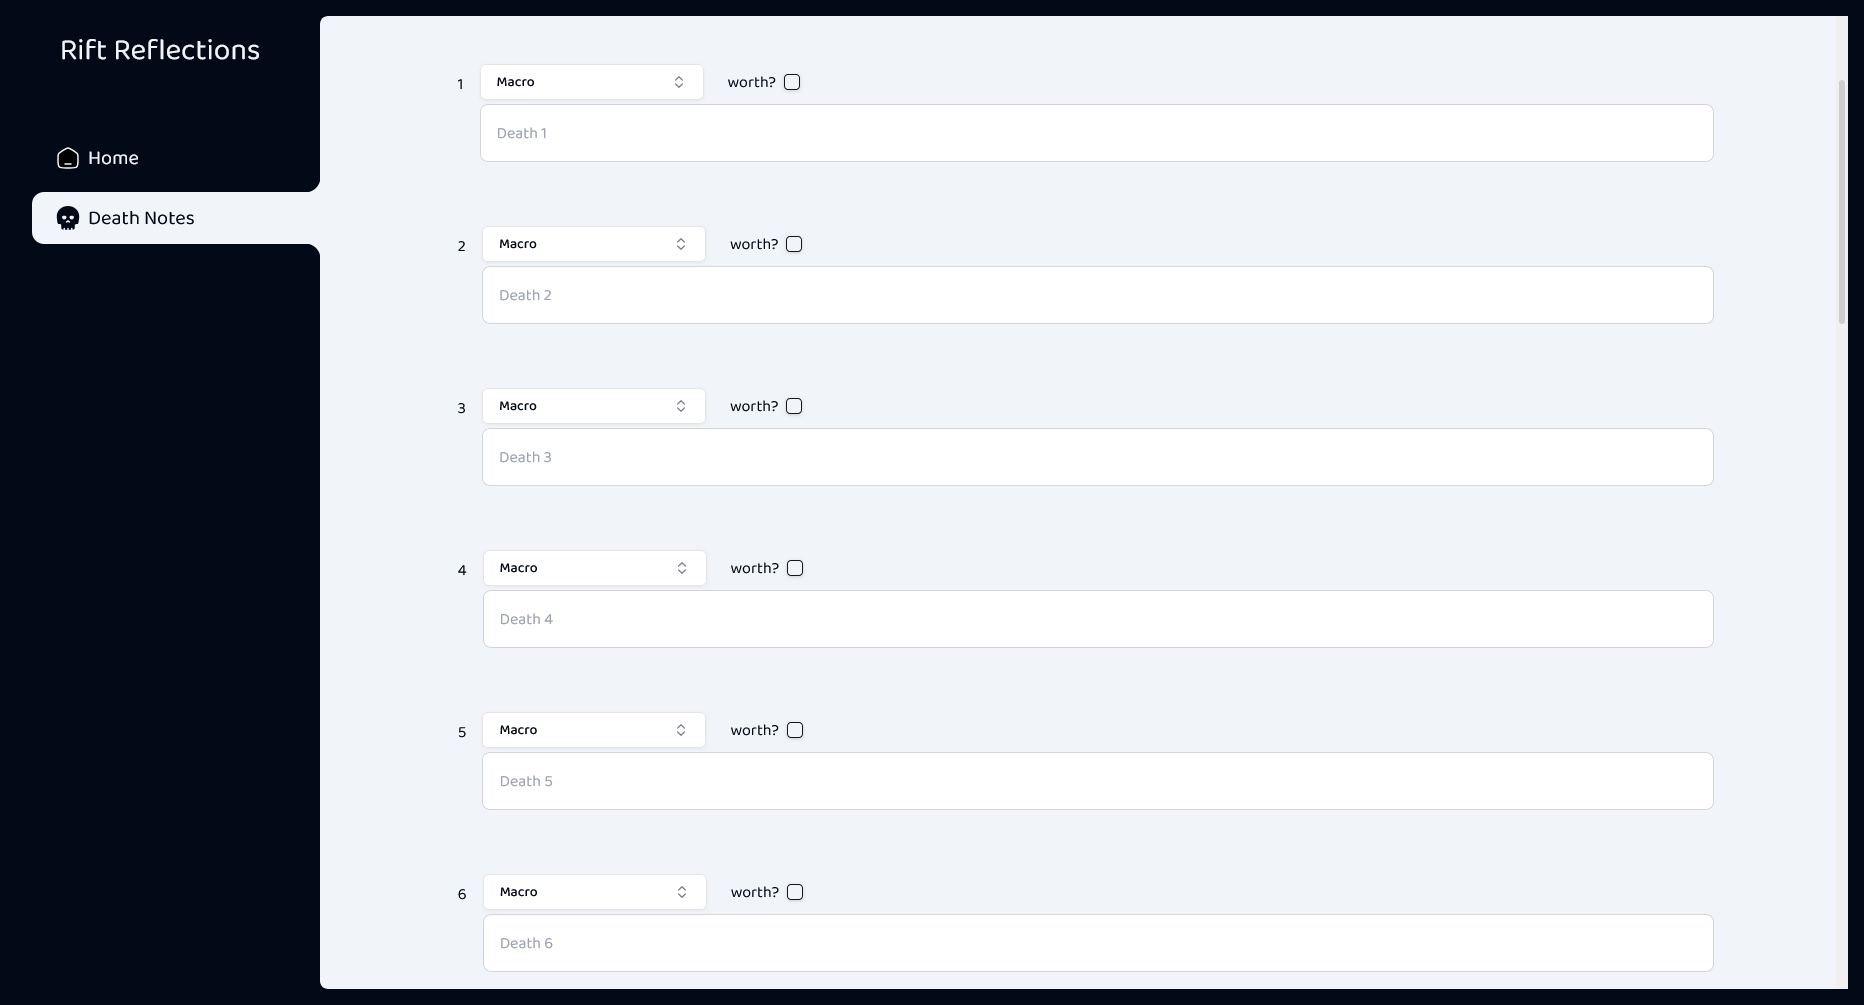 Rift Reflections
Home
Death Notes
1 Macro worth?
Death 1
2 Macro worth?
Death 2
3 Macro worth?
Death 3
4 Macro worth?
Death 4
5 Macro worth?
Death 5
6 Macro worth?
Death 6